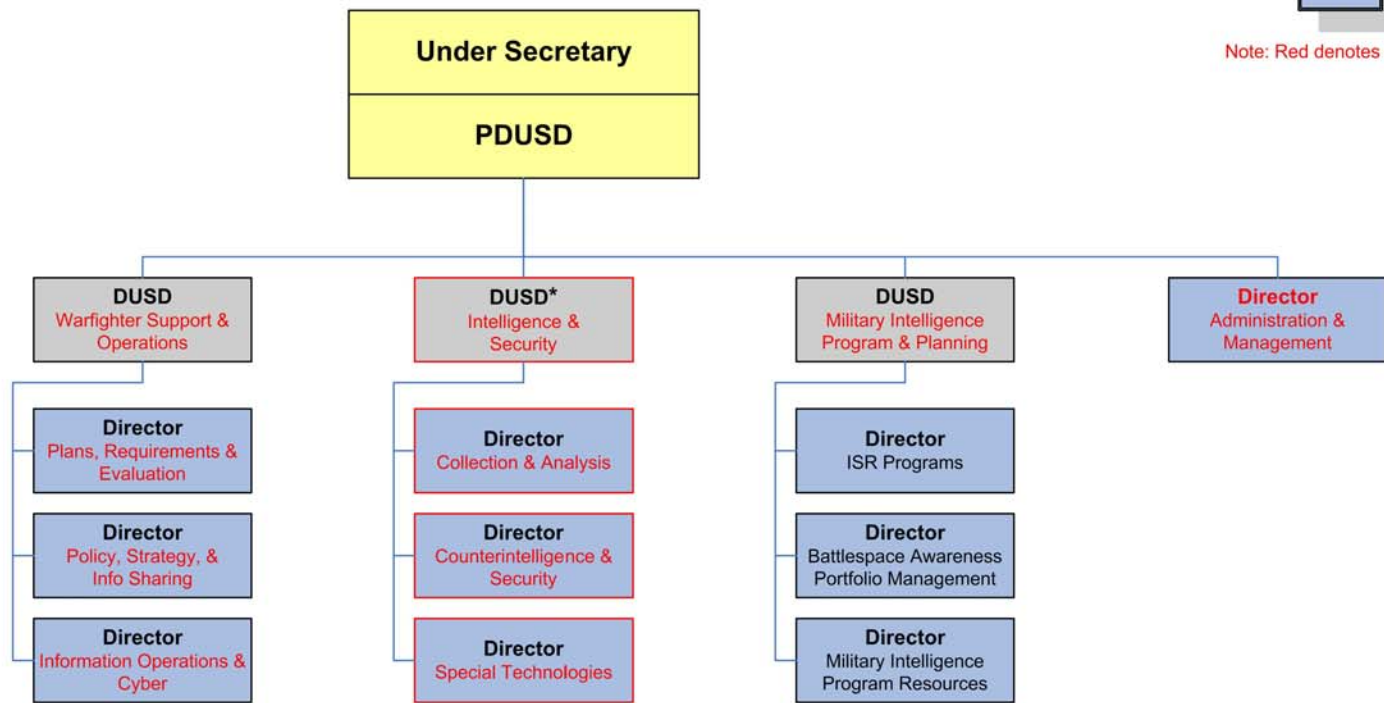 Under Secretary
PDUSD
Note: Red denotes
DUSD
Warfighter Support &
Operations
DUSD*
Intelligence &
Security
DUSD
Military Intelligence
Program & Planning
Director
Administration &
Management
Director
Plans, Requirements &
Evaluation
Director
Collection & Analysis
Director
ISR Programs
Director
Policy, Strategy, &
Info Sharing
Director
Counterintelligence &
Security
Director
Battlespace Awareness
Portfolio Management
Director
Information Operations &
Cyber
Director
Special Technologies
Director
Military Intelligence
Program Resources